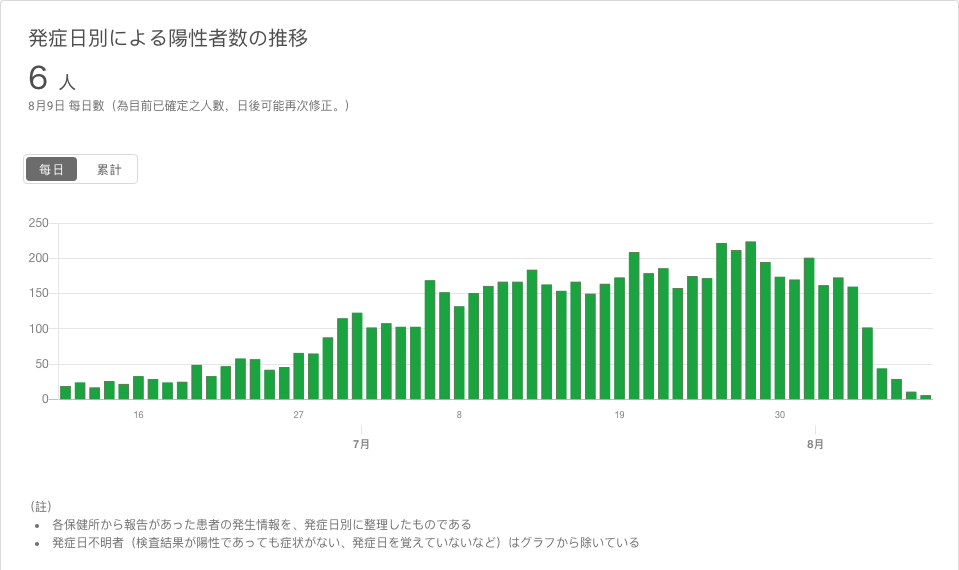 発症日別による陽性者数の推移
6 人
8月9日 毎日數（為目前已確定之人數，日後可能再次修正。）
毎日 累計
250
200
150
100
50
0
16 27 8 19 30
7月 8月
（註）
• 各保健所から報告があった患者の発生情報を、発症日別に整理したものである
• 発症日不明者（検査結果が陽性であっても症状がない、発症日を覚えていないなど）はグラフから除いている